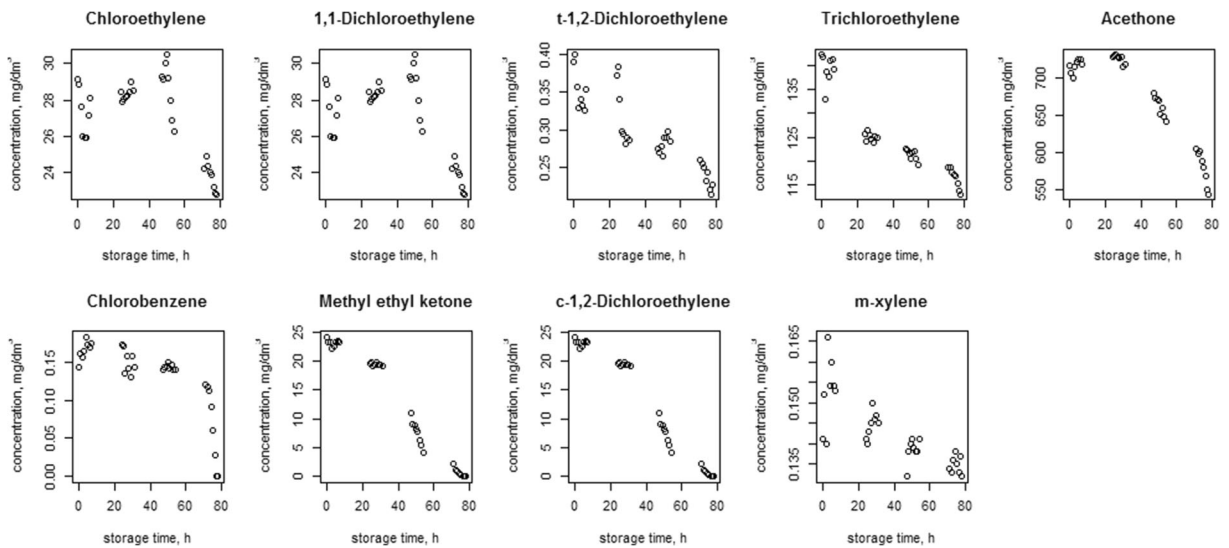 Chloroethylene
1,1-Dichloroethylene
t-1,2-Dichloroethylene
Trichloroethylene
Acethone
concentration, mg/dm³
24 26 28 30
0 20 40 60 80
storage time, h
concentration, mg/dm³
24 26 28 30
0 20 40 60 80
storage time, h
concentration, mg/dm³
0.25 0.30 0.35 0.40
0 20 40 60 80
storage time, h
concentration, mg/dm³
115 125 135
0 20 40 60 80
storage time, h
concentration, mg/dm³
550 600 650 700
0 20 40 60 80
storage time, h
Chlorobenzene
Methyl ethyl ketone
c-1,2-Dichloroethylene
m-xylene
concentration, mg/dm³
0.00 0.05 0.10 0.15
0 20 40 60 80
storage time, h
concentration, mg/dm³
0 5 10 15 20 25
0 20 40 60 80
storage time, h
concentration, mg/dm³
0 5 10 15 20 25
0 20 40 60 80
storage time, h
concentration, mg/dm³
0.135 0.150 0.165
0 20 40 60 80
storage time, h